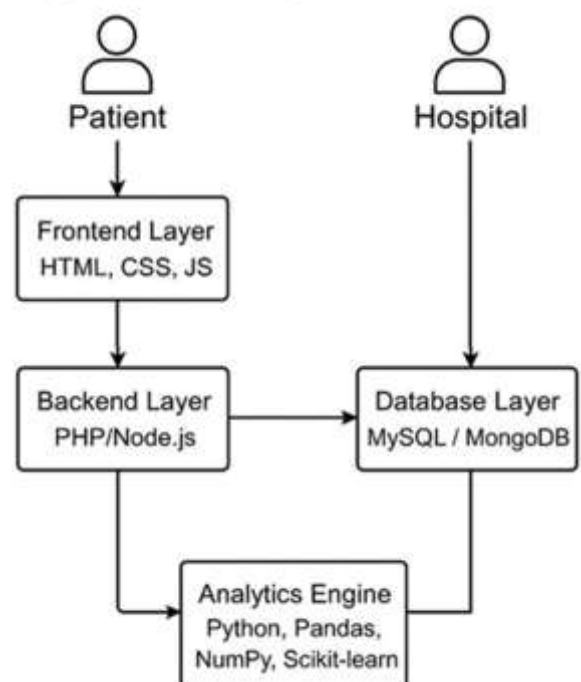 Patient
Hospital
Frontend Layer
HTML, CSS, JS
Backend Layer
PHP/Node.js
Database Layer
MySQL / MongoDB
Analytics Engine
Python, Pandas,
NumPy, Scikit-learn